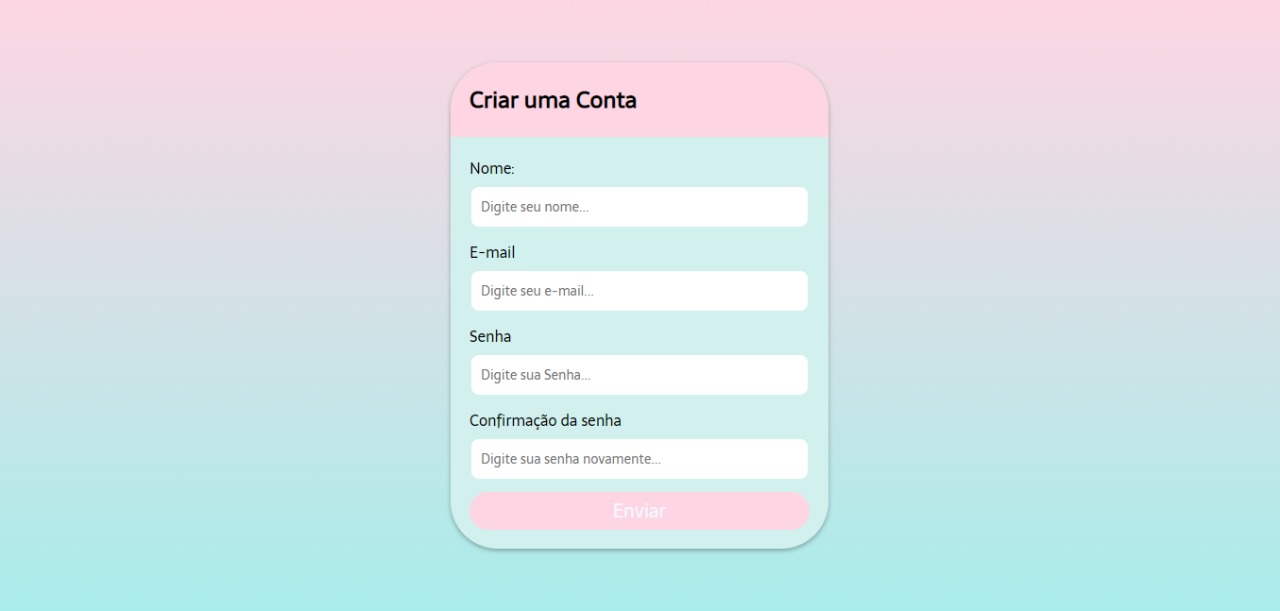 Criar uma Conta
Nome:
Digite seu nome...
E-mail
Digite seu e-mail...
Senha
Digite sua Senha...
Confirmação da senha
Digite sua senha novamente...
Enviar